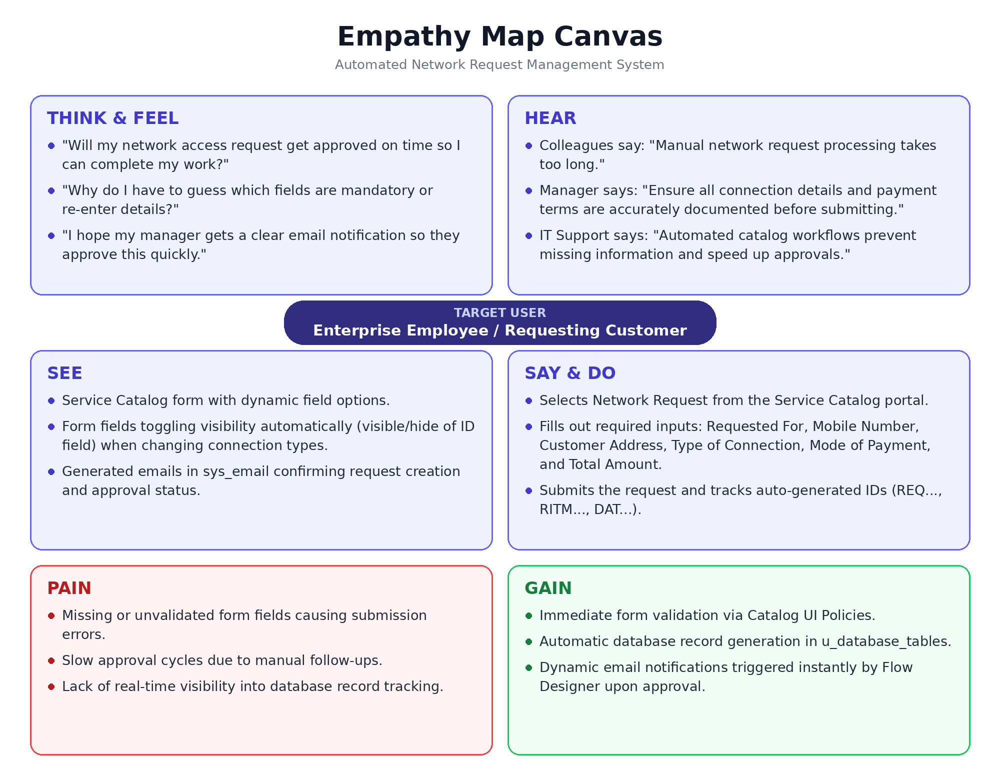 Empathy Map Canvas
Automated Network Request Management System
THINK & FEEL
"Will my network access request get approved on time so I
can complete my work?"
"Why do I have to guess which fields are mandatory or
re-enter details?"
"I hope my manager gets a clear email notification so they
approve this quickly."
HEAR
Colleagues say: "Manual network request processing takes
too long."
Manager says: "Ensure all connection details and payment
terms are accurately documented before submitting."
IT Support says: "Automated catalog workflows prevent
missing information and speed up approvals."
TARGET USER
Enterprise Employee / Requesting Customer
SEE
Service Catalog form with dynamic field options.
Form fields toggling visibility automatically (visible/hide of ID
field) when changing connection types.
Generated emails in sys_email confirming request creation
and approval status.
SAY & DO
Selects Network Request from the Service Catalog portal.
Fills out required inputs: Requested For, Mobile Number,
Customer Address, Type of Connection, Mode of Payment,
and Total Amount.
Submits the request and tracks auto-generated IDs (REQ...,
RITM..., DAT...).
PAIN
Missing or unvalidated form fields causing submission
errors.
Slow approval cycles due to manual follow-ups.
Lack of real-time visibility into database record tracking.
GAIN
Immediate form validation via Catalog UI Policies.
Automatic database record generation in u_database_tables.
Dynamic email notifications triggered instantly by Flow
Designer upon approval.